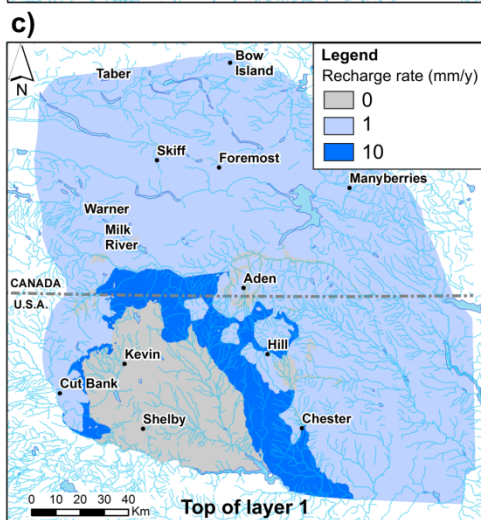 c)
Bow
Island
Taber
N
Legend
Recharge rate (mm/y)
0
1
10
Skiff
Foremost
Manyberries
Warner
Milk
River
CANADA
U.S.A.
Aden
Kevin
Hill
Cut Bank
Shelby
Chester
0 10 20 40
Km
Top of layer 1